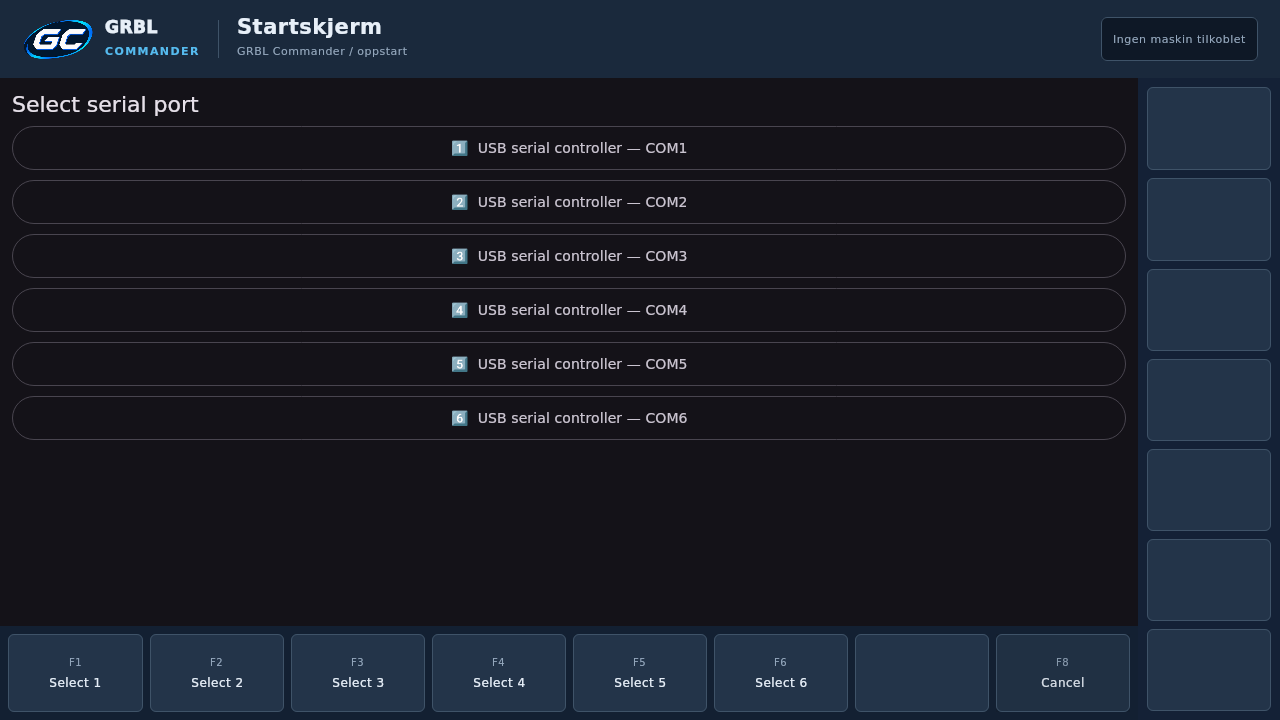 GC
GRBL
COMMANDER
Startskjerm
GRBL Commander / oppstart
Ingen maskin tilkoblet
Select serial port
1 USB serial controller — COM1
2 USB serial controller — COM2
3 USB serial controller — COM3
4 USB serial controller — COM4
5 USB serial controller — COM5
6 USB serial controller — COM6
F1
Select 1
F2
Select 2
F3
Select 3
F4
Select 4
F5
Select 5
F6
Select 6
F8
Cancel